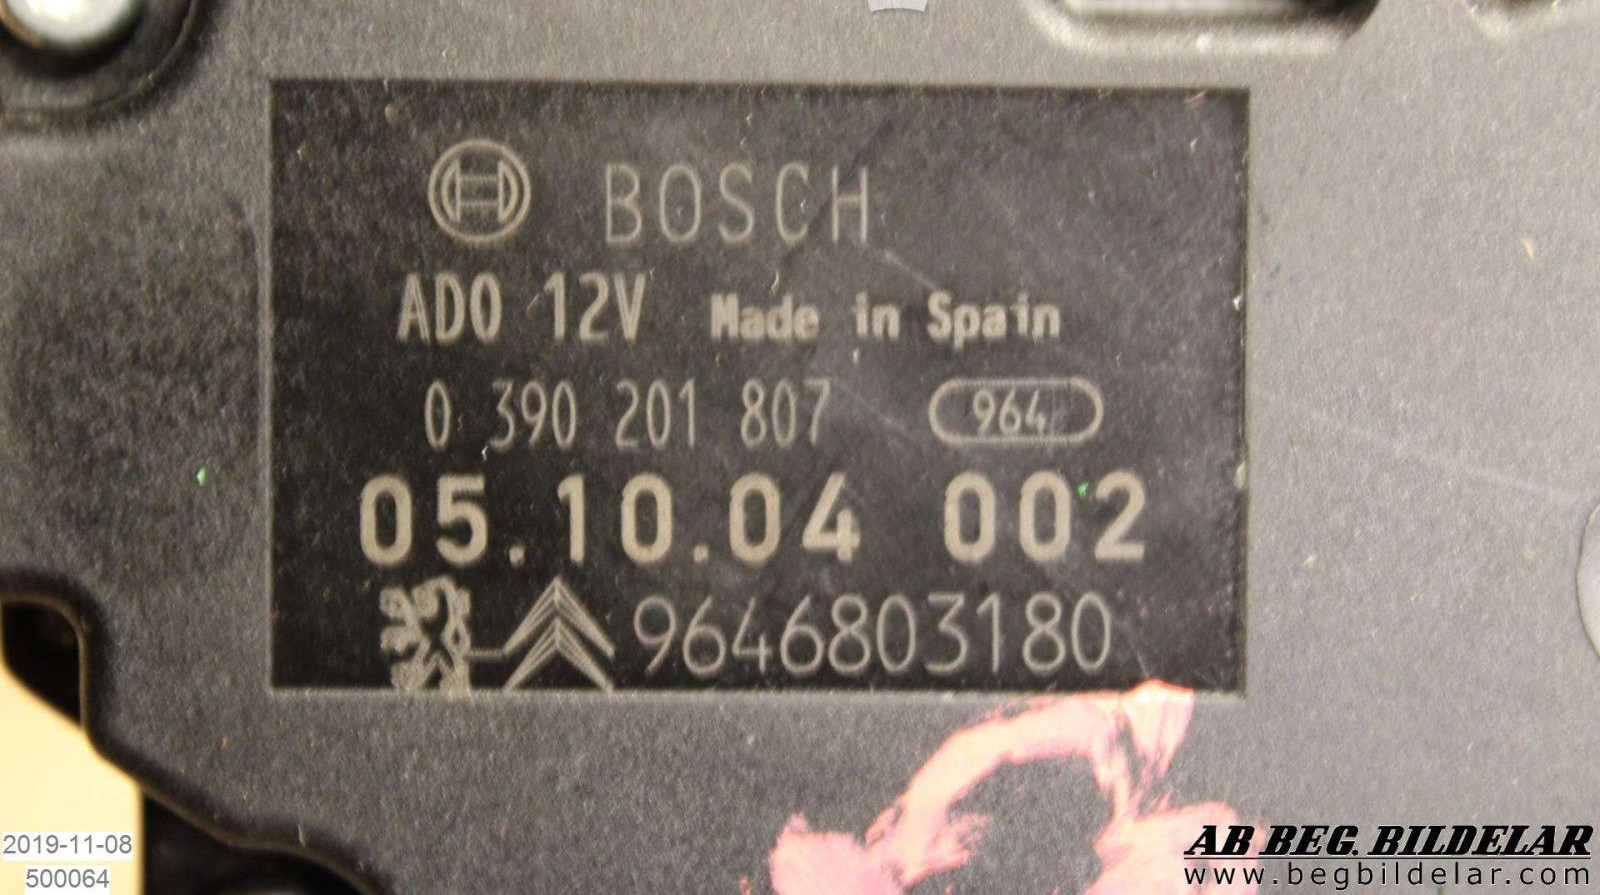 BOSCH
AD0 12V Made in Spain
0 390 201 807 964
05.10.04 002
9646803180
2019-11-08
500064
AB BEG. BILDELAR
www.begbildelar.com